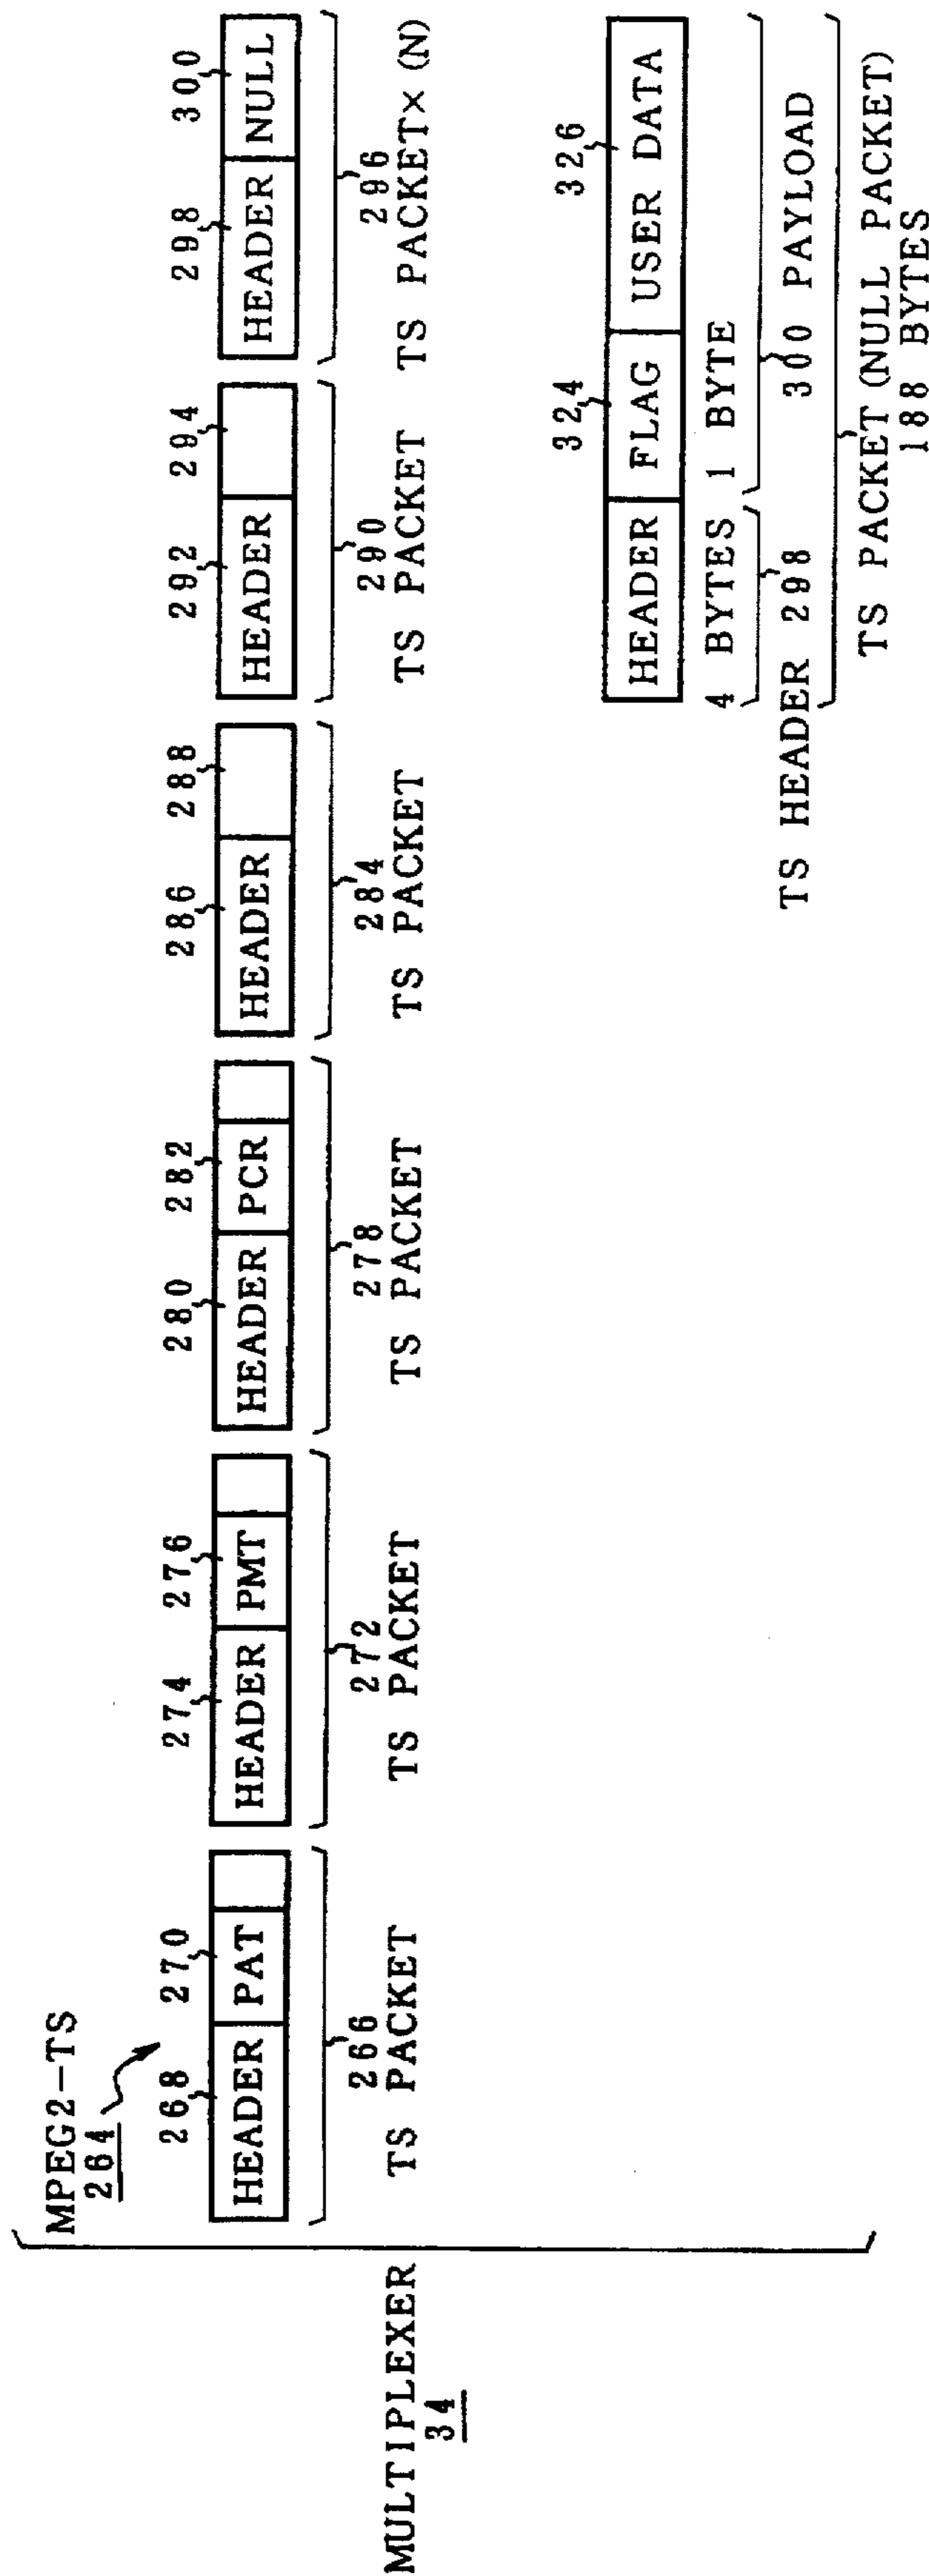 MULTIPLEXER
34
MPEG2-TS
264
268 270
HEADER PAT
266
TS PACKET
274 276
HEADER PMT
272
TS PACKET
280 282
HEADER PCR
278
TS PACKET
286 288
HEADER
284
TS PACKET
292 294
HEADER
290
TS PACKET
298 300
HEADER NULL
296
TS PACKET× (N)
324 326
HEADER FLAG USER DATA
4 BYTES 1 BYTE
TS HEADER 298 300 PAYLOAD
TS PACKET (NULL PACKET)
188 BYTES